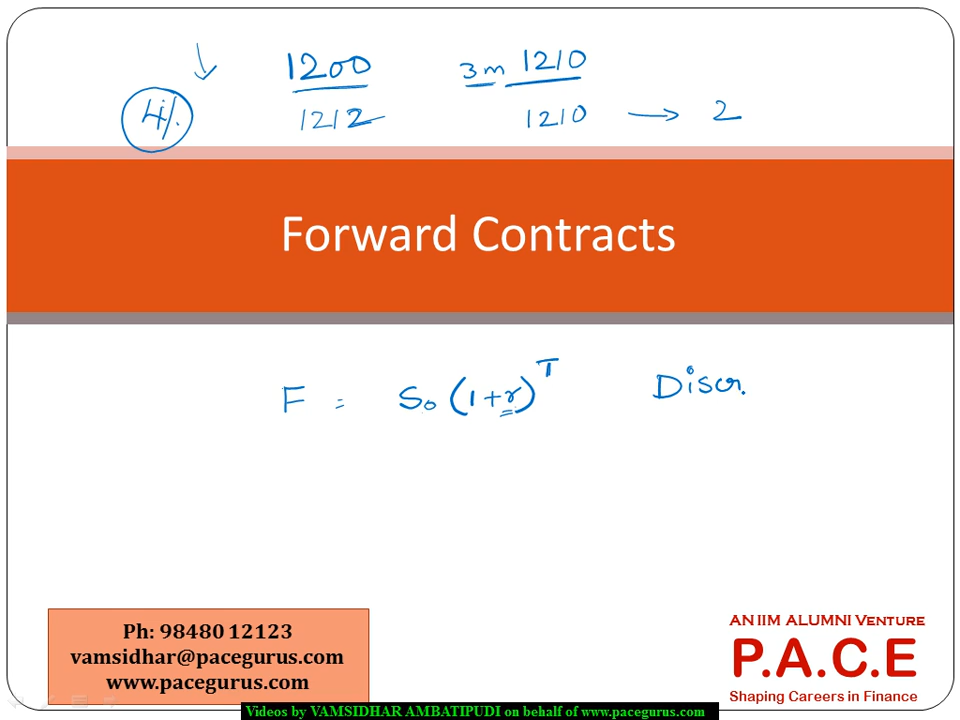 1200 3m 1210
4%. 1212 1210 → 2
Forward Contracts
F = S₀ (1+r)ᵀ Discr.
Ph: 98480 12123
vamsidhar@pacegurus.com
www.pacegurus.com
AN IIM ALUMNI VENTURE
P.A.C.E
Shaping Careers in Finance
Videos by VAMSIDHAR AMBATIPUDI on behalf of www.pacegurus.com